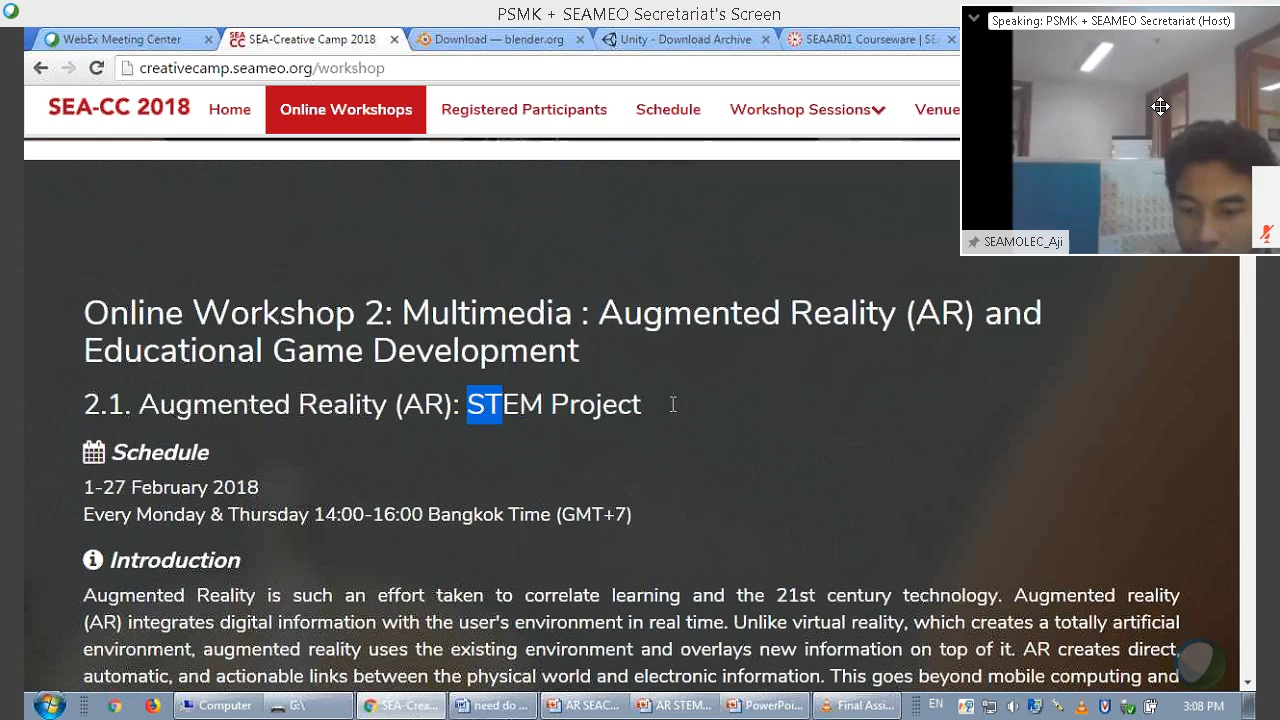 PSMK + SEAMEO Secretariat's Screen
WebEx Meeting Center
SEA-Creative Camp 2018
Download — blender.org
Unity - Download Archive
SEAAR01 Courseware | SE
Speaking: PSMK + SEAMEO Secretariat (Host)
creativecamp.seameo.org/workshop
SEA-CC 2018
Home
Online Workshops
Registered Participants
Schedule
Workshop Sessions
Venue
SEAMOLEC_Aji
Online Workshop 2: Multimedia : Augmented Reality (AR) and
Educational Game Development
2.1. Augmented Reality (AR): STEM Project
Schedule
1-27 February 2018
Every Monday & Thursday 14:00-16:00 Bangkok Time (GMT+7)
Introduction
Augmented Reality is such an effort taken to correlate learning and the 21st century technology. Augmented reality
(AR) integrates digital information with the user's environment in real time. Unlike virtual reality, which creates a totally artificial
environment, augmented reality uses the existing environment and overlays new information on top of it. AR creates direct,
automatic, and actionable links between the physical world and electronic information. This goes beyond mobile computing and
Computer
G:\
SEA-Crea...
need do ...
AR SEAC...
AR STEM...
PowerPoi...
Final Assi...
EN
3:08 PM